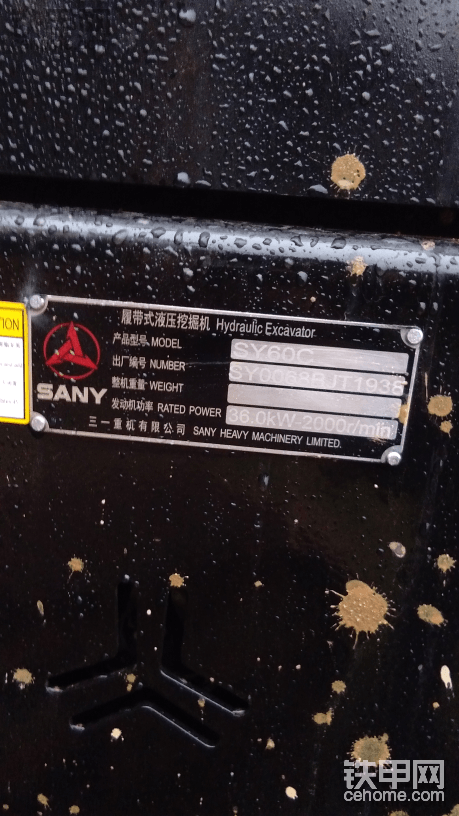 履带式液压挖掘机 Hydraulic Excavator
产品型号 MODEL SY60C
出厂编号 NUMBER
整机重量 WEIGHT
发动机功率 RATED POWER 36.0kW-2000r/min
SANY
三一重机有限公司 SANY HEAVY MACHINERY LIMITED.
铁甲网
cehome.com